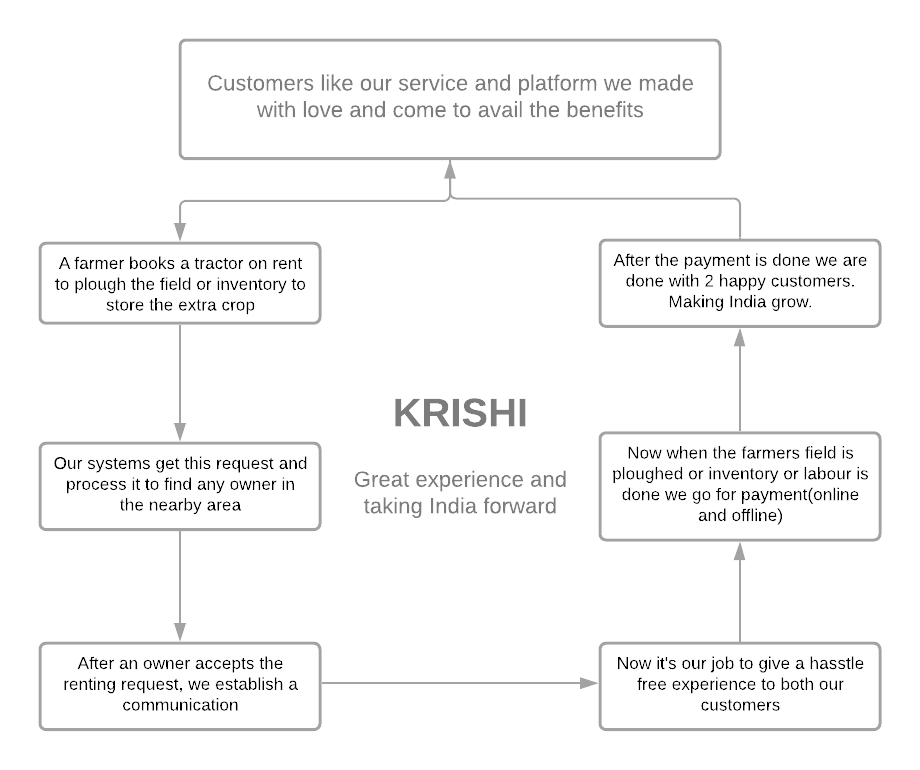 Customers like our service and platform we made
with love and come to avail the benefits
A farmer books a tractor on rent
to plough the field or inventory to
store the extra crop
Our systems get this request and
process it to find any owner in
the nearby area
After an owner accepts the
renting request, we establish a
communication
Now it's our job to give a hasstle
free experience to both our
customers
Now when the farmers field is
ploughed or inventory or labour is
done we go for payment(online
and offline)
After the payment is done we are
done with 2 happy customers.
Making India grow.
KRISHI
Great experience and
taking India forward